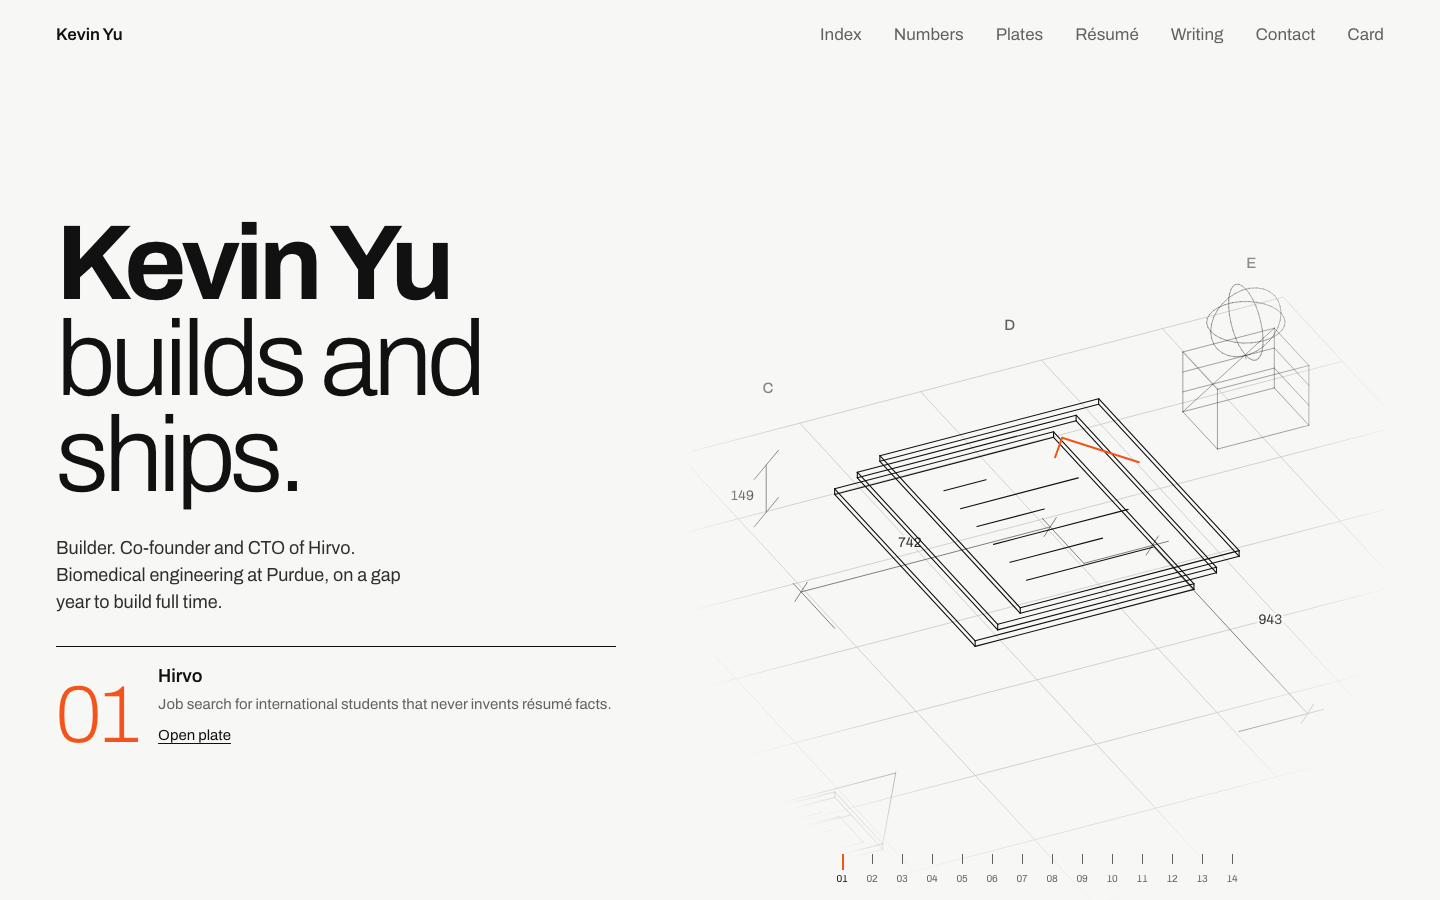 Kevin Yu
Index Numbers Plates Résumé Writing Contact Card
Kevin Yu
builds and
ships.
Builder. Co-founder and CTO of Hirvo.
Biomedical engineering at Purdue, on a gap
year to build full time.
01
Hirvo
Job search for international students that never invents résumé facts.
Open plate
E
D
C
149
742
943
01 02 03 04 05 06 07 08 09 10 11 12 13 14